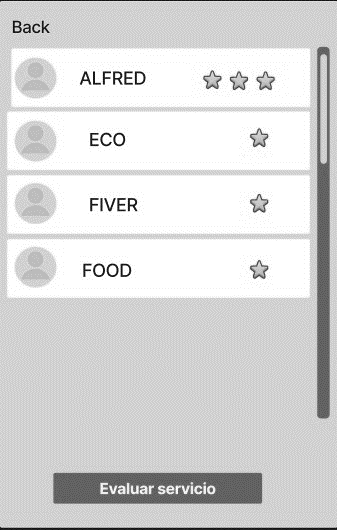 Back
ALFRED
ECO
FIVER
FOOD
Evaluar servicio